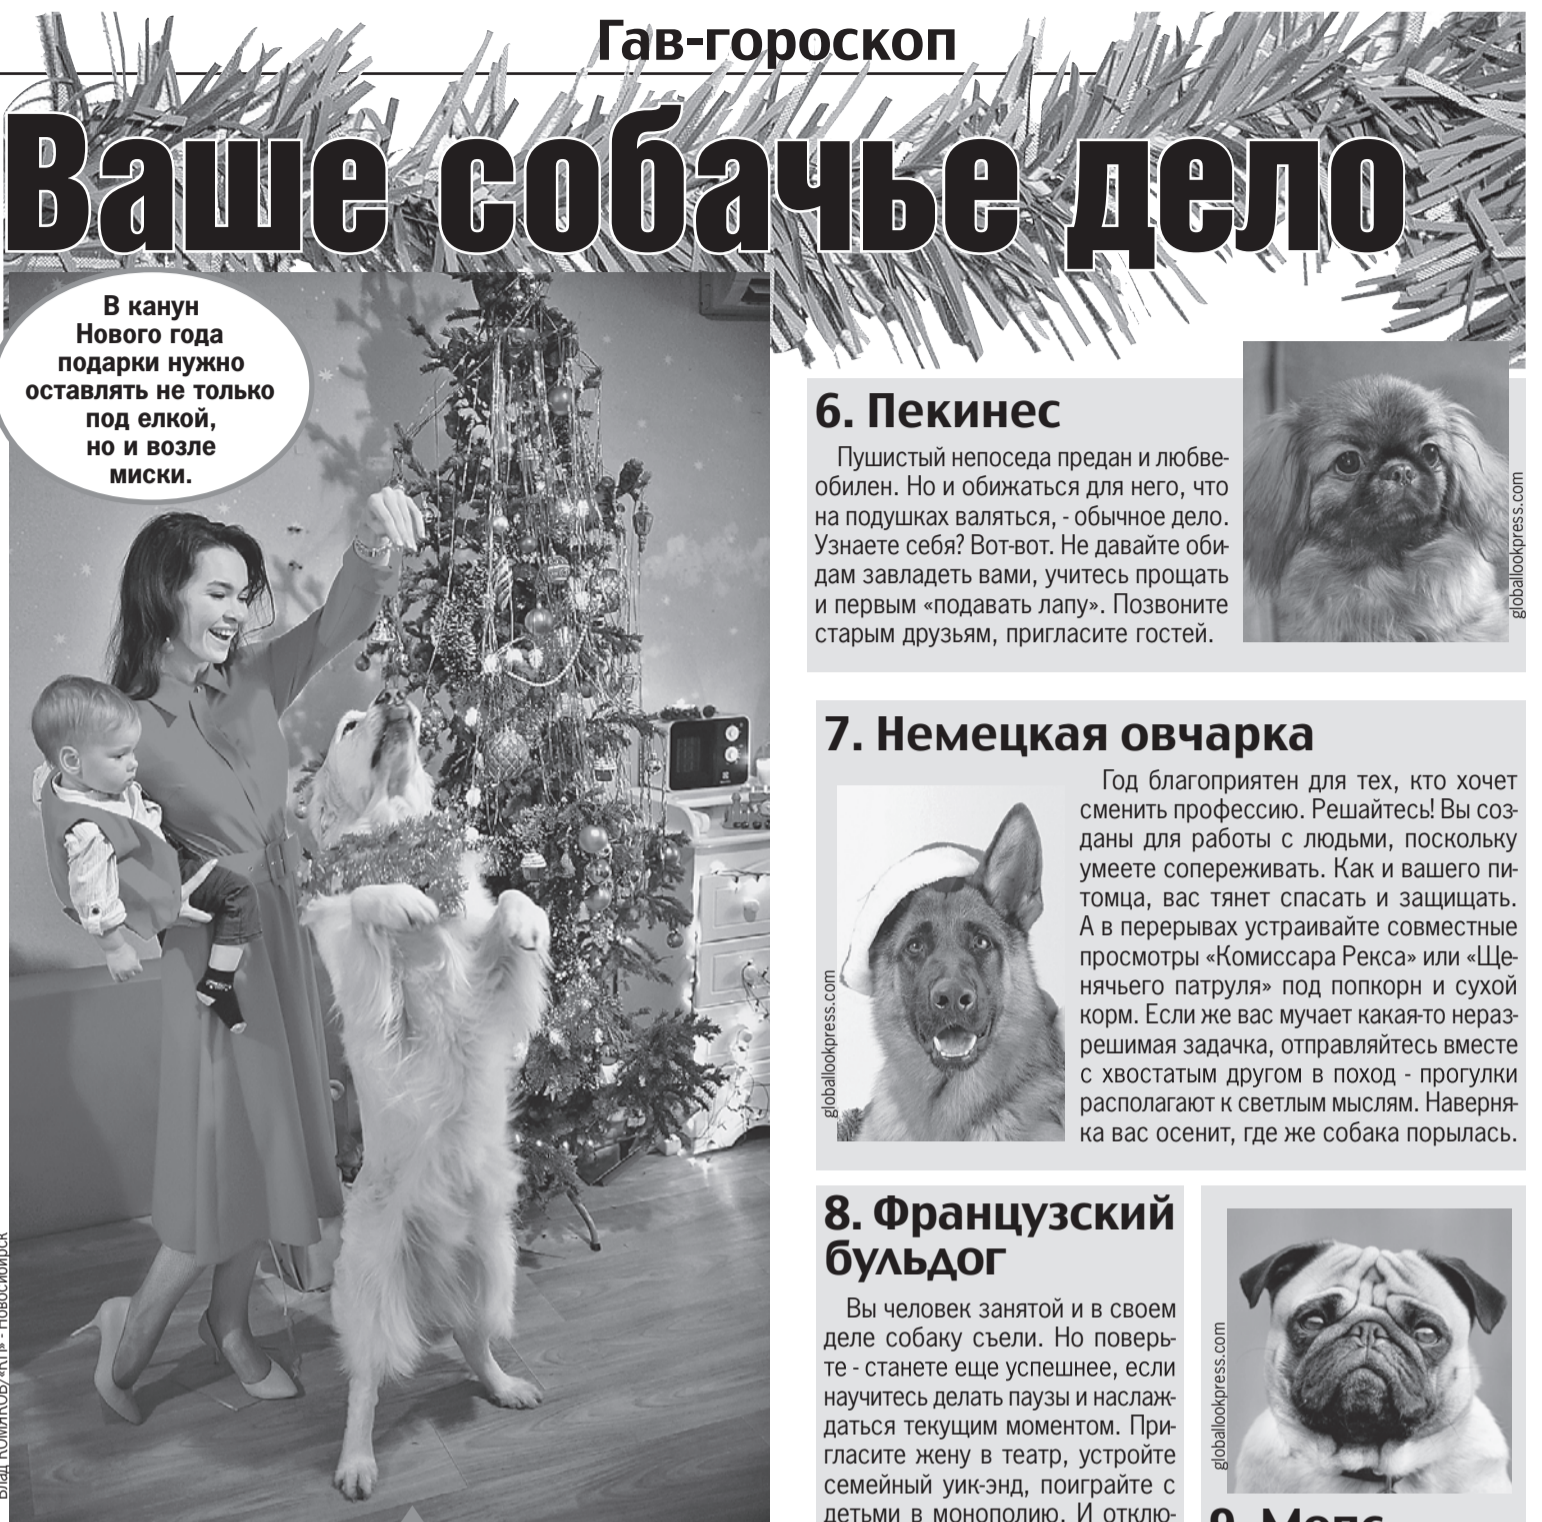 Гав-гороскоп
Ваше собачье дело
В канун
Нового года
подарки нужно
оставлять не только
под елкой,
но и возле
миски.
Влад КОМЯКОВ/«КП» - Новосибирск
6. Пекинес
Пушистый непоседа предан и любве-
обилен. Но и обижаться для него, что
на подушках валяться, - обычное дело.
Узнаете себя? Вот-вот. Не давайте оби-
дам завладеть вами, учитесь прощать
и первым «подавать лапу». Позвоните
старым друзьям, пригласите гостей.
globallookpress.com
7. Немецкая овчарка
globallookpress.com
Год благоприятен для тех, кто хочет
сменить профессию. Решайтесь! Вы соз-
даны для работы с людьми, поскольку
умеете сопереживать. Как и вашего пи-
томца, вас тянет спасать и защищать.
А в перерывах устраивайте совместные
просмотры «Комиссара Рекса» или «Ще-
нячьего патруля» под попкорн и сухой
корм. Если же вас мучает какая-то нераз-
решимая задачка, отправляйтесь вместе
с хвостатым другом в поход - прогулки
располагают к светлым мыслям. Наверня-
ка вас осенит, где же собака порылась.
8. Французский
бульдог
Вы человек занятой и в своем
деле собаку съели. Но поверь-
те - станете еще успешнее, если
научитесь делать паузы и наслаж-
даться текущим моментом. При-
гласите жену в театр, устройте
семейный уик-энд, поиграйте с
детьми в монополию. И отклю-
globallookpress.com
9. Мопс